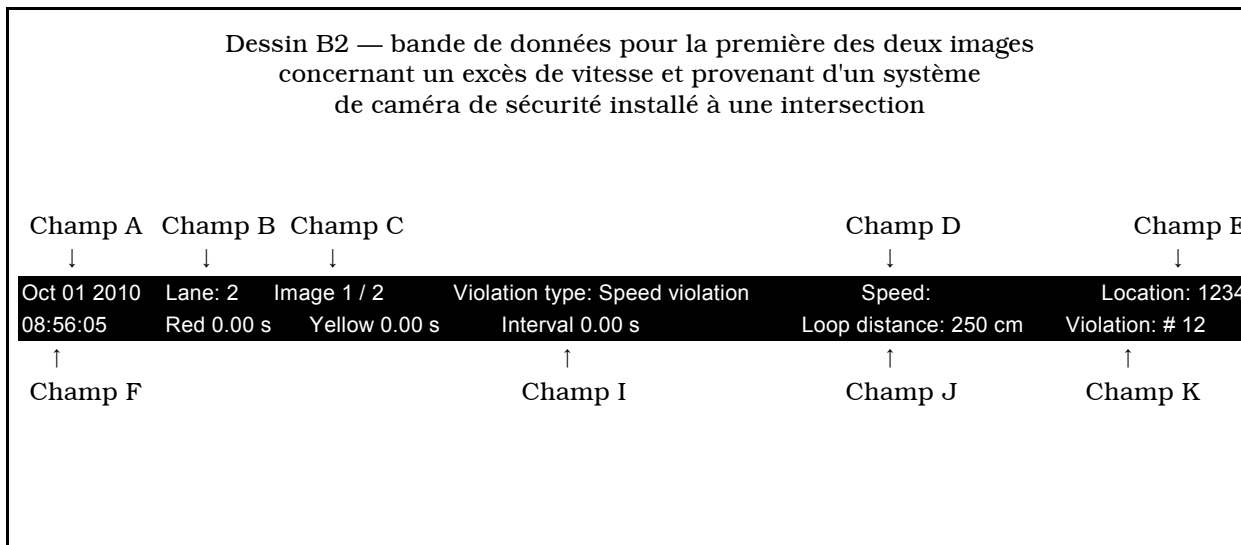 Dessin B2 — bande de données pour la première des deux images
concernant un excès de vitesse et provenant d'un système
de caméra de sécurité installé à une intersection
Champ A Champ B Champ C Champ D Champ E
↓ ↓ ↓ ↓ ↓
Oct 01 2010 Lane: 2 Image 1 / 2 Violation type: Speed violation Speed: Location: 1234
08:56:05 Red 0.00 s Yellow 0.00 s Interval 0.00 s Loop distance: 250 cm Violation: # 12
↑ ↑ ↑ ↑
Champ F Champ I Champ J Champ K